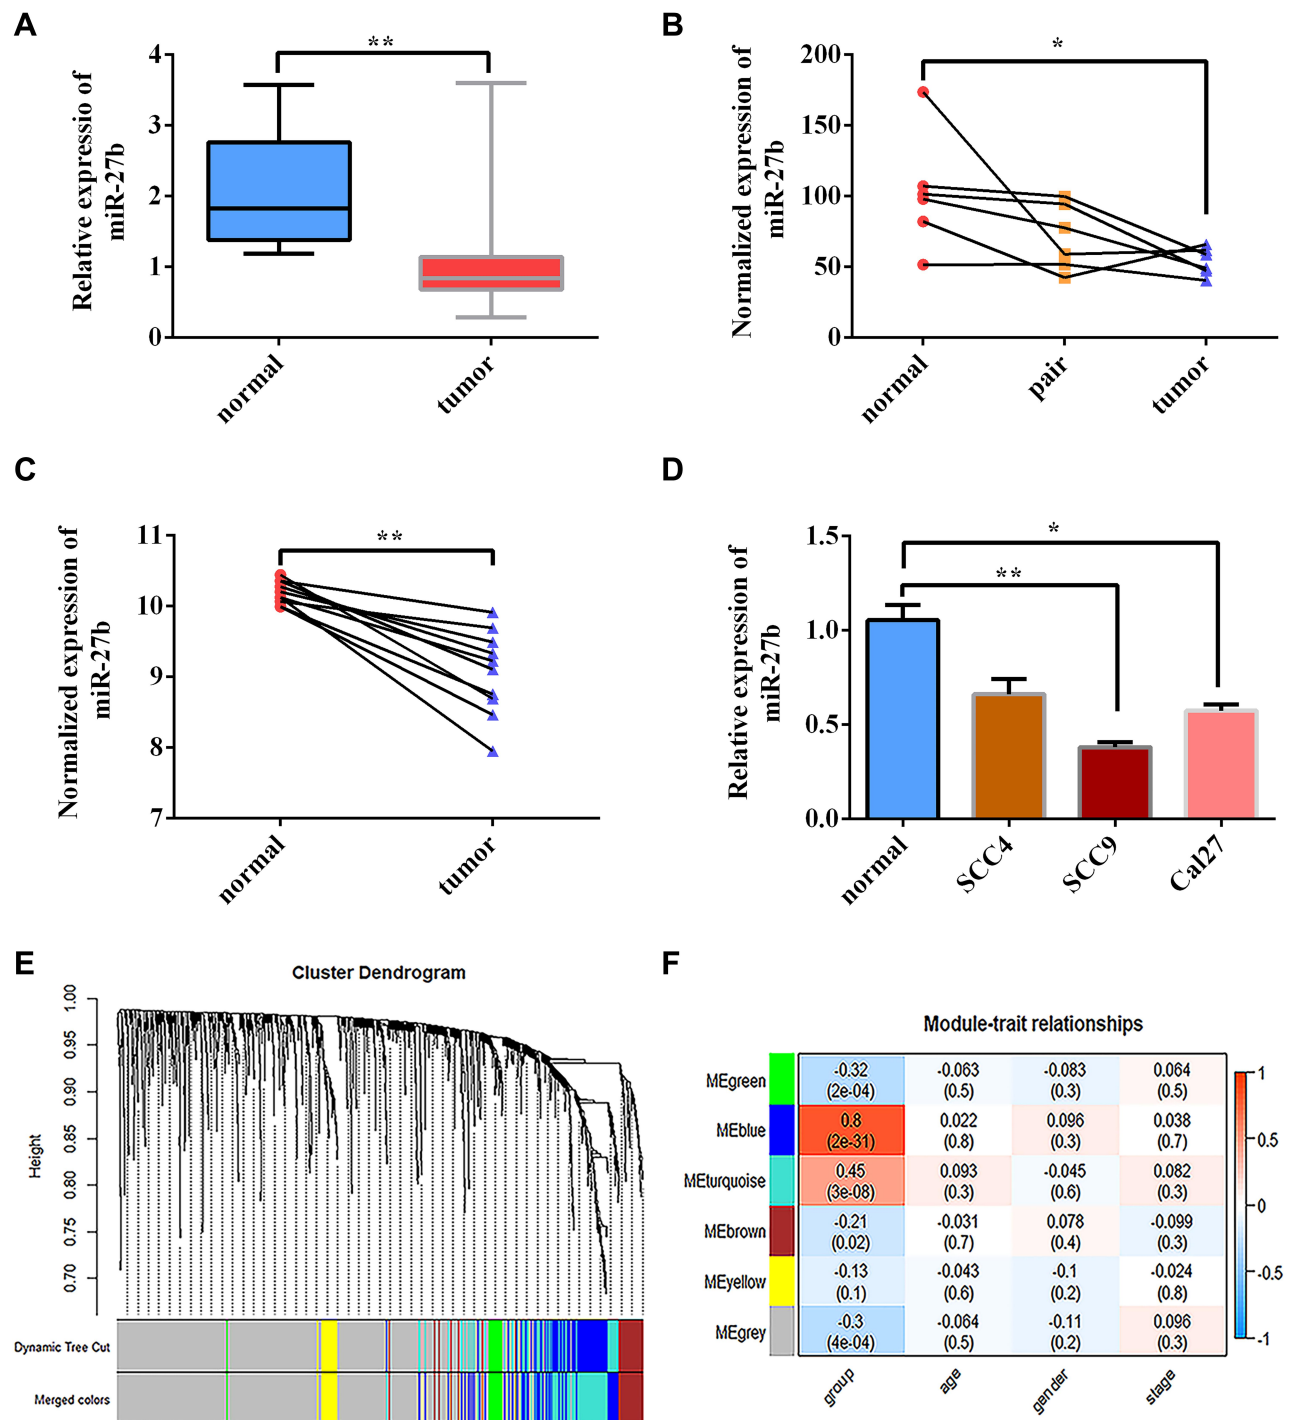 A
Relative expressio of
miR-27b
4
3
2
1
0
**
normal
tumor
B
Normalized expression of
miR-27b
200
150
100
50
0
*
normal
pair
tumor
C
Normalized expression of
miR-27b
11
10
9
8
7
**
normal
tumor
D
Relative expression of
miR-27b
1.5
1.0
0.5
0.0
*
**
normal
SCC4
SCC9
Cal27
E
Cluster Dendrogram
Height
1.00
0.95
0.90
0.85
0.80
0.75
0.70
Dynamic Tree Cut
Merged colors
F
Module-trait relationships
MEgreen -0.32 -0.063 -0.083 0.064
(2e-04) (0.5) (0.3) (0.5)
MEblue 0.8 0.022 0.096 0.038
(2e-31) (0.8) (0.3) (0.7)
MEturquoise 0.45 0.093 -0.045 0.082
(3e-08) (0.3) (0.6) (0.3)
MEbrown -0.21 -0.031 0.078 -0.099
(0.02) (0.7) (0.4) (0.3)
MEyellow -0.13 -0.043 -0.1 -0.024
(0.1) (0.6) (0.2) (0.8)
MEgrey -0.3 -0.064 -0.11 0.096
(4e-04) (0.5) (0.2) (0.3)
group
age
gender
stage
1
0.5
0
-0.5
-1